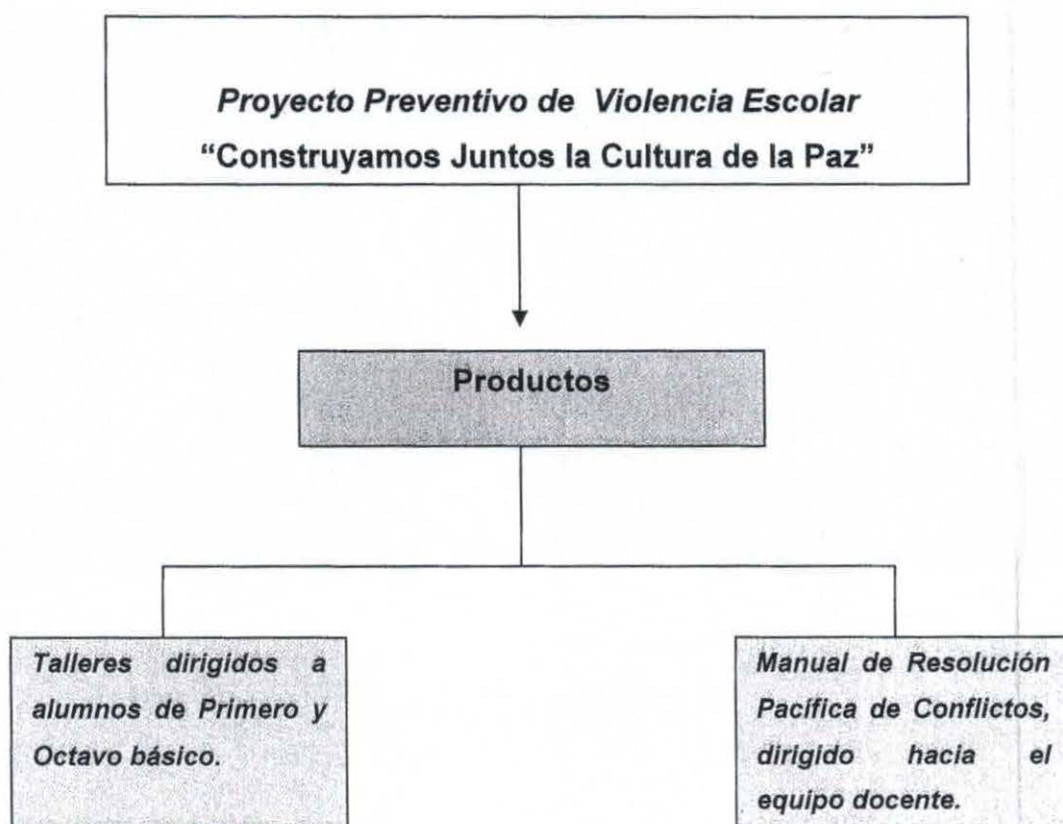 Proyecto Preventivo de Violencia Escolar
“Construyamos Juntos la Cultura de la Paz”
Productos
Talleres dirigidos a
alumnos de Primero y
Octavo básico.
Manual de Resolución
Pacífica de Conflictos,
dirigido hacia el
equipo docente.